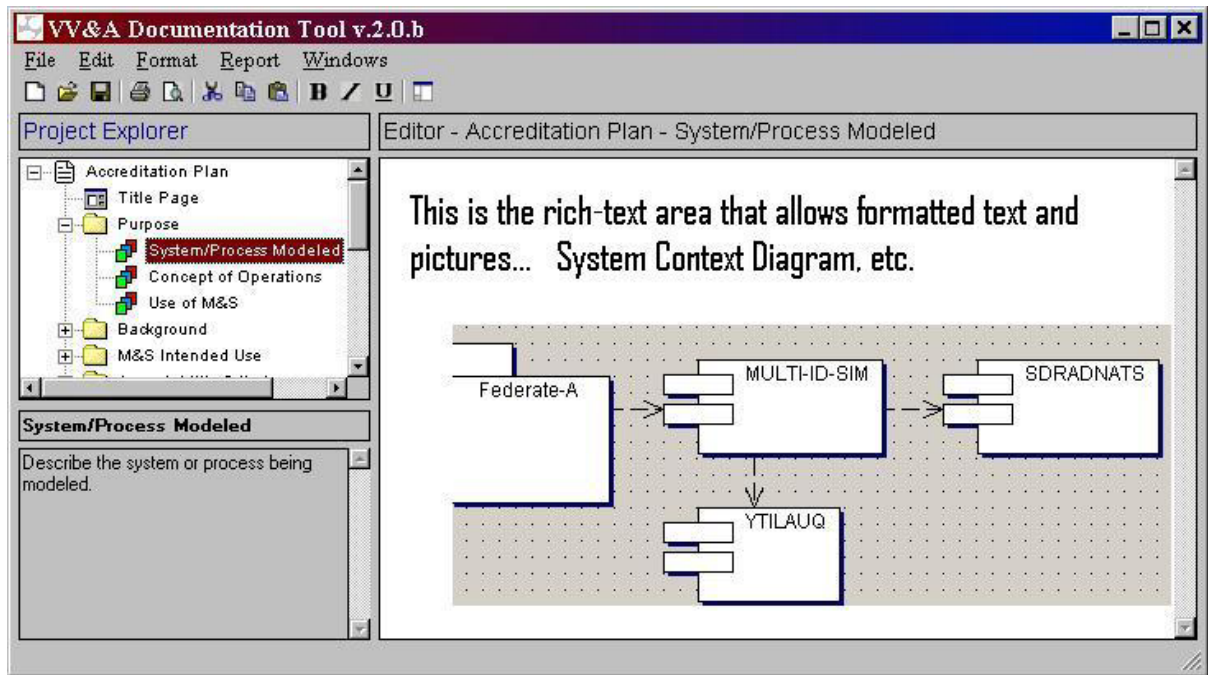 VV&A Documentation Tool v.2.0.b
File Edit Format Report Windows
B I U
Project Explorer
Editor - Accreditation Plan - System/Process Modeled
Accreditation Plan
Title Page
Purpose
System/Process Modeled
Concept of Operations
Use of M&S
Background
M&S Intended Use
System/Process Modeled
Describe the system or process being
modeled.
This is the rich-text area that allows formatted text and
pictures... System Context Diagram, etc.
Federate-A
MULTI-ID-SIM
SDRADNATS
YTILAUQ